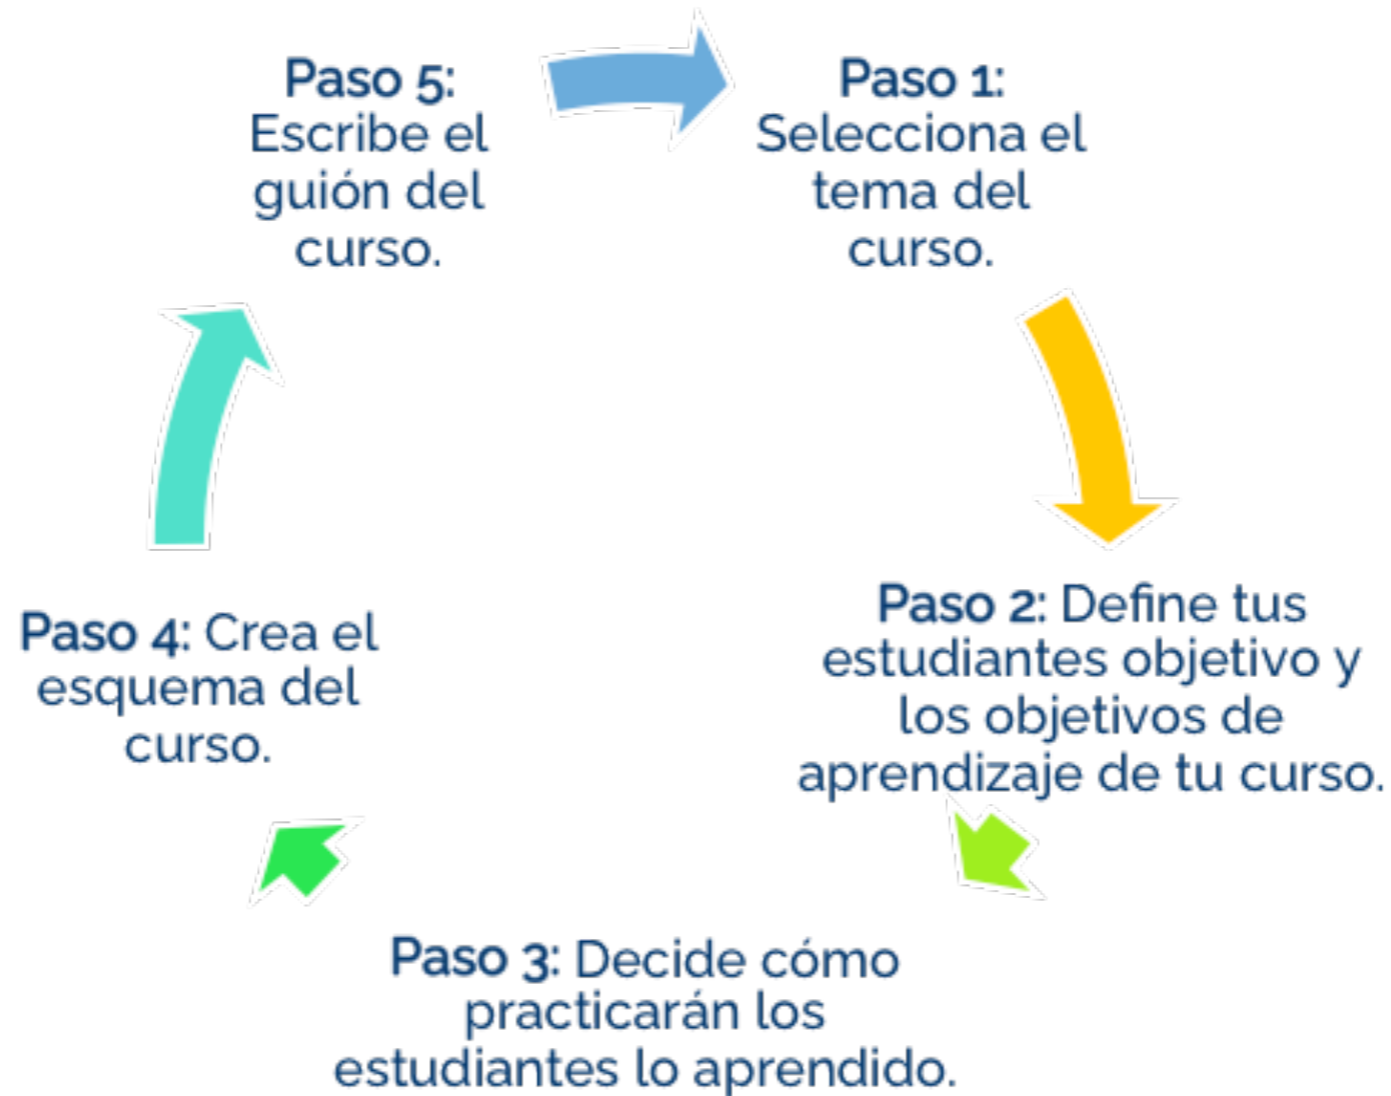 Paso 1:
Selecciona el
tema del
curso.
Paso 2: Define tus
estudiantes objetivo y
los objetivos de
aprendizaje de tu curso.
Paso 3: Decide cómo
practicarán los
estudiantes lo aprendido.
Paso 4: Crea el
esquema del
curso.
Paso 5:
Escribe el
guión del
curso.